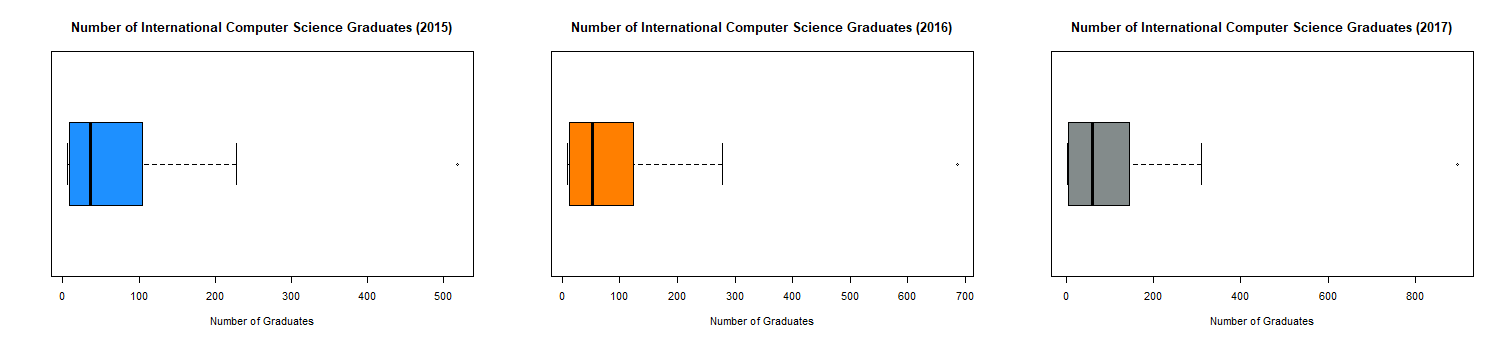 Number of International Computer Science Graduates (2015)
0 100 200 300 400 500
Number of Graduates
Number of International Computer Science Graduates (2016)
0 100 200 300 400 500 600 700
Number of Graduates
Number of International Computer Science Graduates (2017)
0 200 400 600 800
Number of Graduates